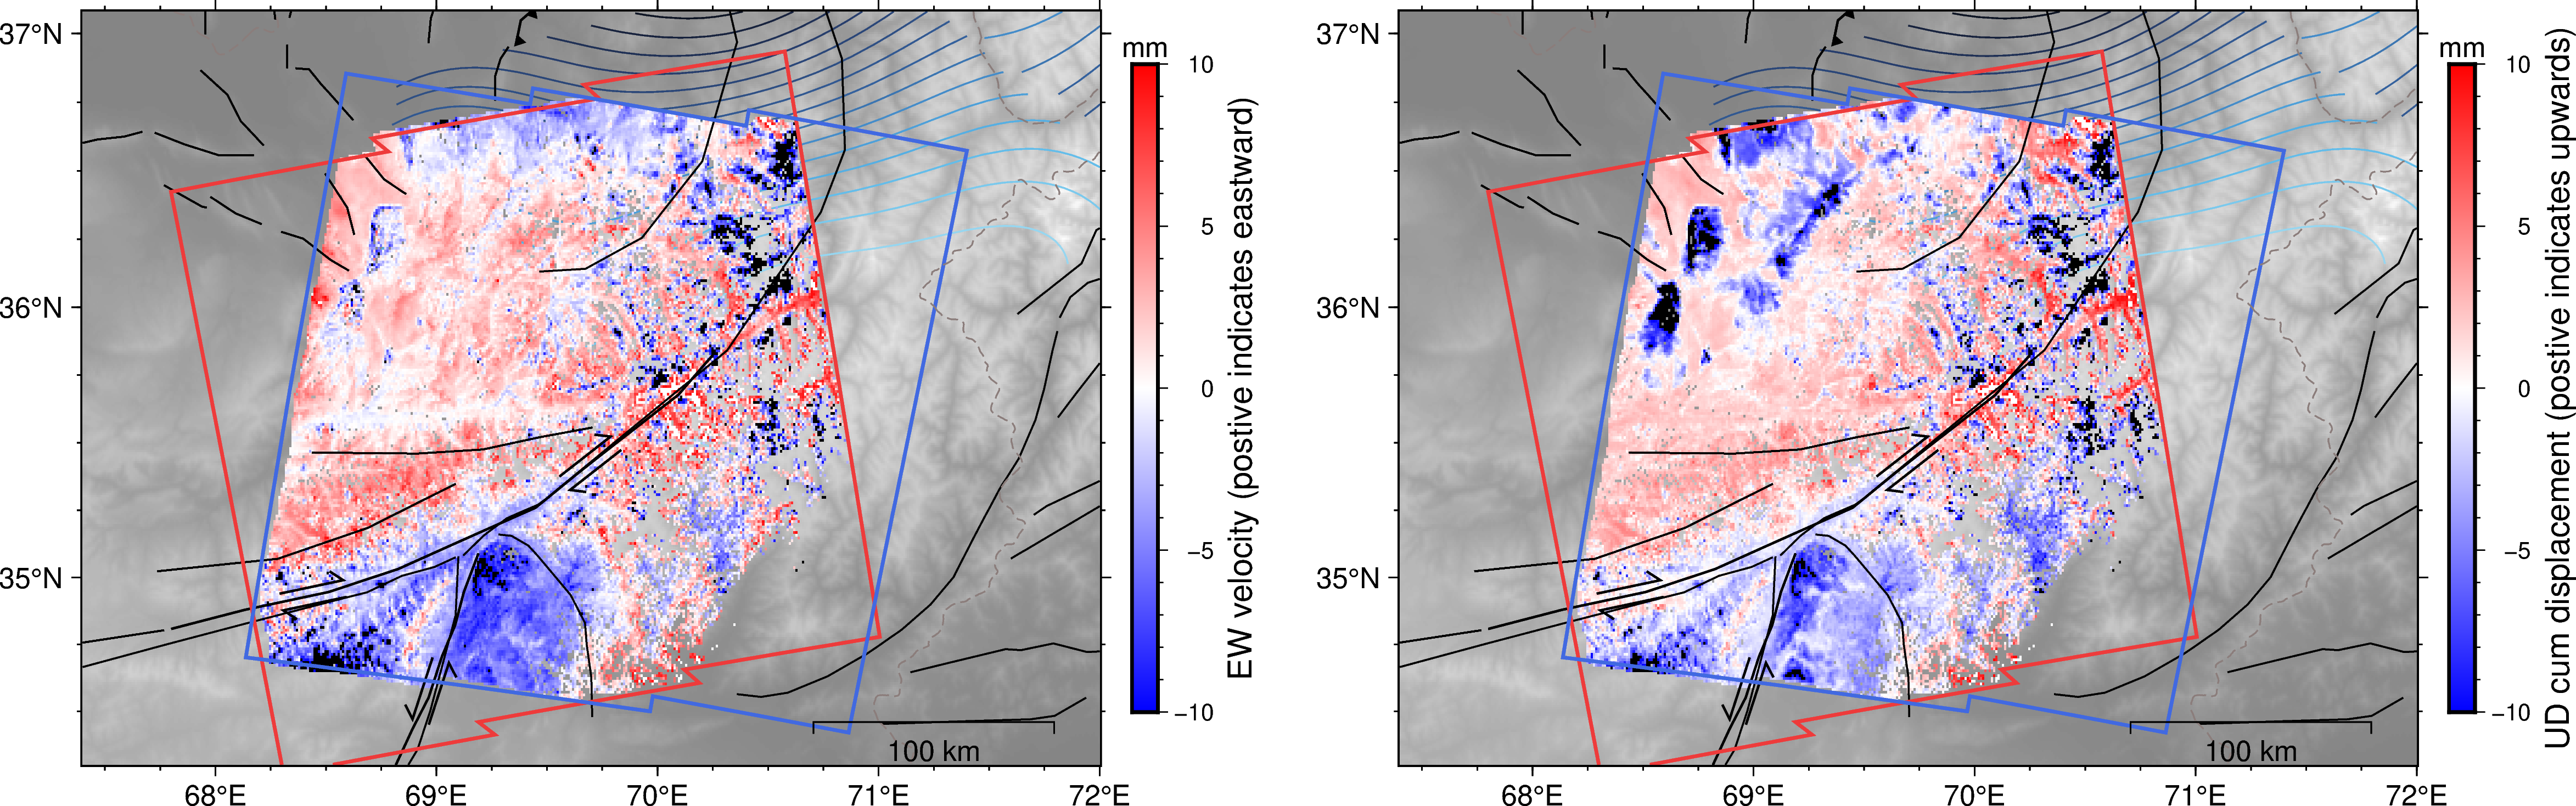 37°N
36°N
35°N
68°E
69°E
70°E
71°E
72°E
100 km
mm
10
5
0
−5
−10
EW velocity (postive indicates eastward)
37°N
36°N
35°N
68°E
69°E
70°E
71°E
72°E
100 km
mm
10
5
0
−5
−10
UD cum displacement (postive indicates upwards)